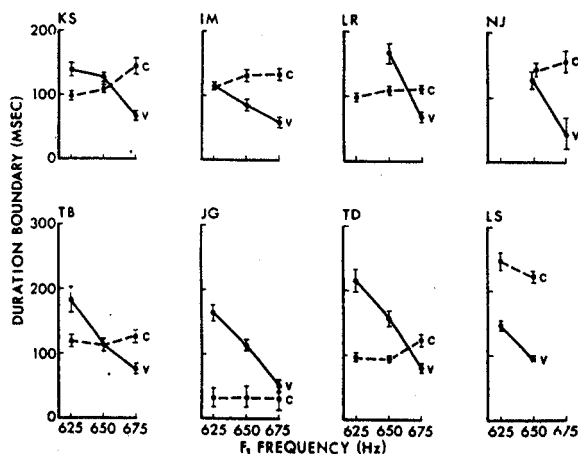 KS IM LR NJ
200
100
0
C
V
C
V
C
V
C
V
DURATION BOUNDARY (MSEC)
TB JG TD LS
300
200
100
0
C
V
V
C
C
V
C
V
625 650 675 625 650 675 625 650 675 625 650 675
F₁ FREQUENCY (Hz)